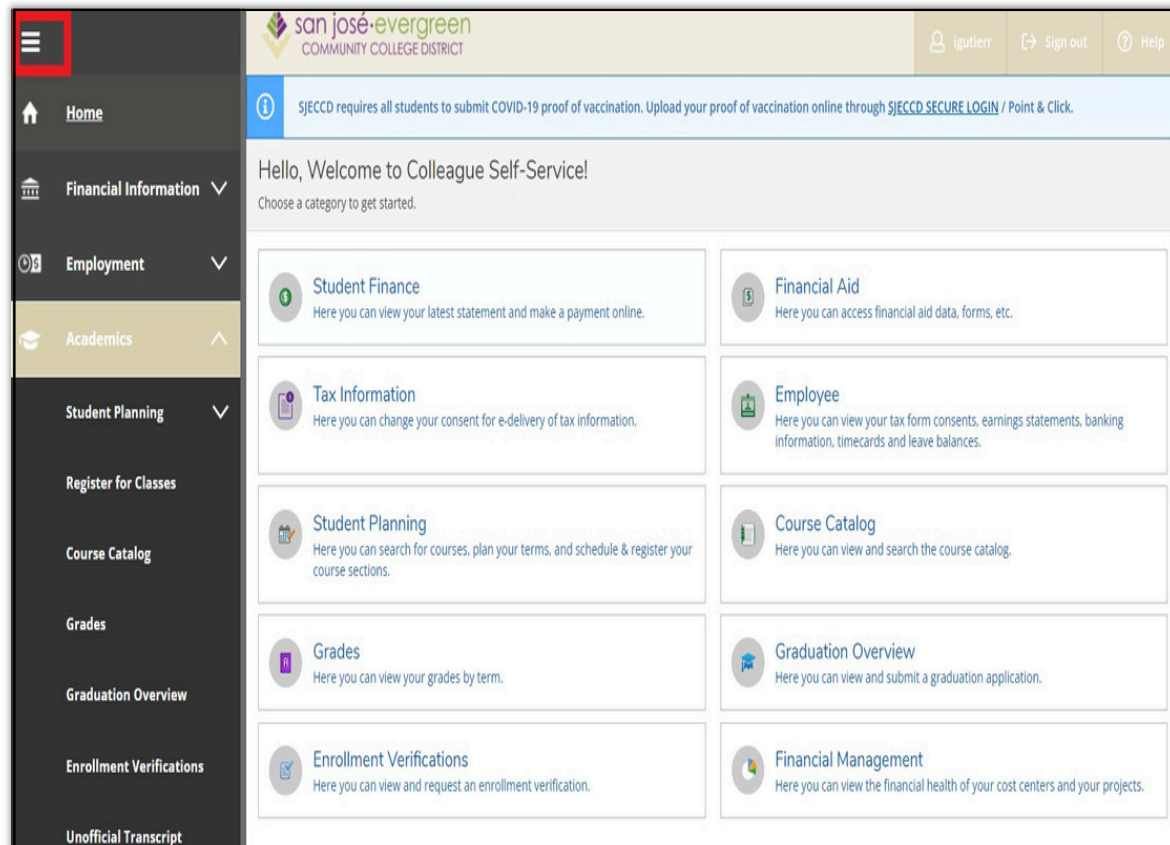 san josé·evergreen
COMMUNITY COLLEGE DISTRICT
igutierr
Sign out
Help
Home
Financial Information
Employment
Academics
Student Planning
Register for Classes
Course Catalog
Grades
Graduation Overview
Enrollment Verifications
Unofficial Transcript
SJECCD requires all students to submit COVID-19 proof of vaccination. Upload your proof of vaccination online through SJECCD SECURE LOGIN / Point & Click.
Hello, Welcome to Colleague Self-Service!
Choose a category to get started.
Student Finance
Here you can view your latest statement and make a payment online.
Financial Aid
Here you can access financial aid data, forms, etc.
Tax Information
Here you can change your consent for e-delivery of tax information.
Employee
Here you can view your tax form consents, earnings statements, banking
information, timecards and leave balances.
Student Planning
Here you can search for courses, plan your terms, and schedule & register your
course sections.
Course Catalog
Here you can view and search the course catalog.
Grades
Here you can view your grades by term.
Graduation Overview
Here you can view and submit a graduation application.
Enrollment Verifications
Here you can view and request an enrollment verification.
Financial Management
Here you can view the financial health of your cost centers and your projects.